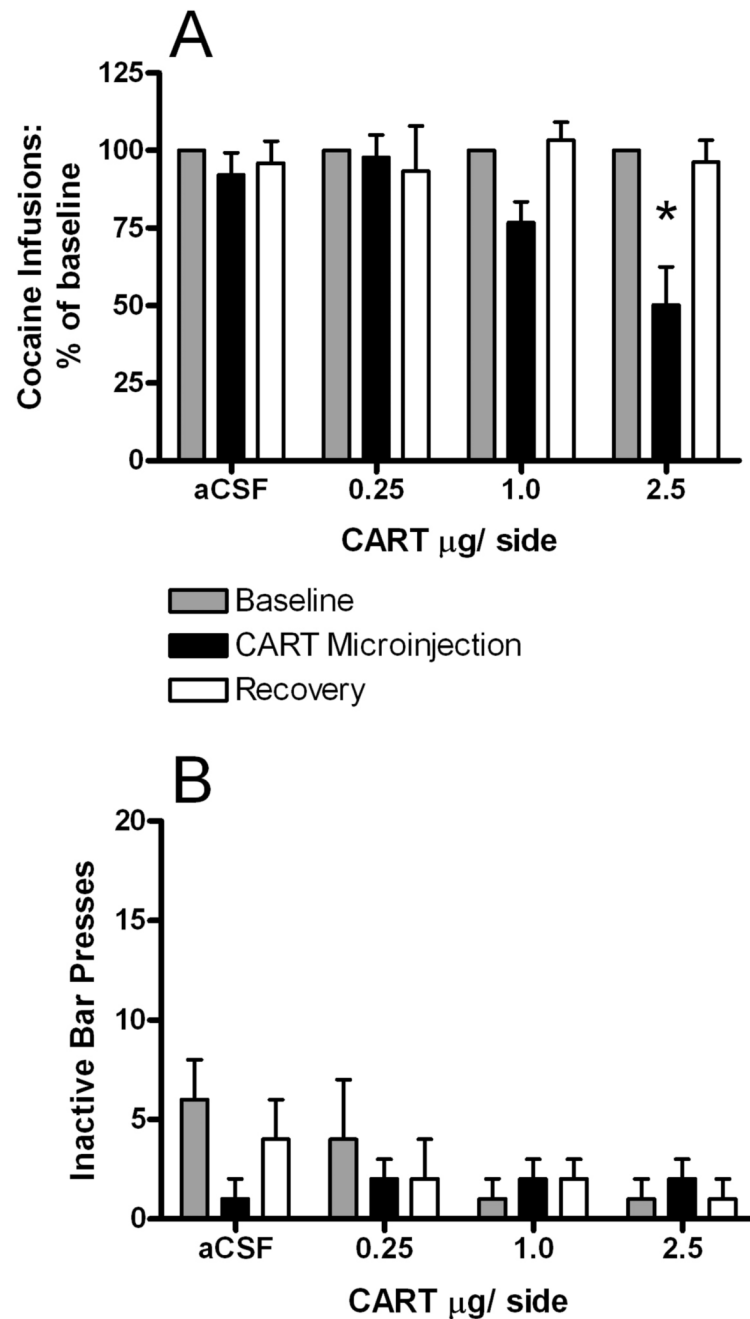 A
Cocaine Infusions:
% of baseline
125
100
75
50
25
0
*
aCSF 0.25 1.0 2.5
CART μg/ side
Baseline
CART Microinjection
Recovery
B
Inactive Bar Presses
20
15
10
5
0
aCSF 0.25 1.0 2.5
CART μg/ side